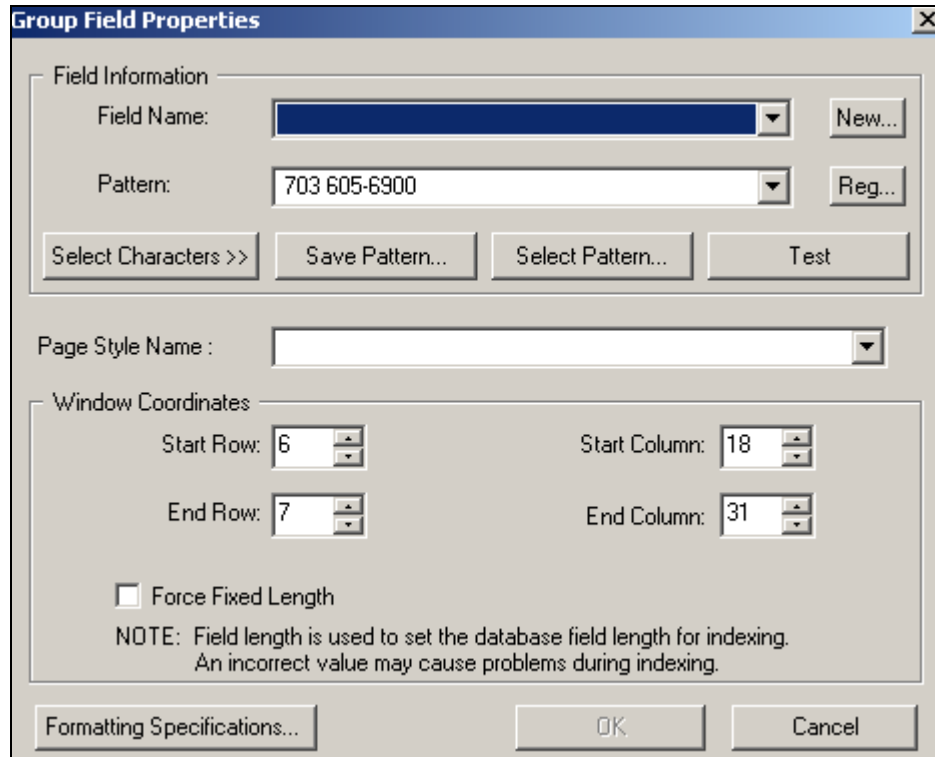 Group Field Properties
Field Information
Field Name: New...
Pattern: 703 605-6900 Reg...
Select Characters >> Save Pattern... Select Pattern... Test
Page Style Name :
Window Coordinates
Start Row: 6 Start Column: 18
End Row: 7 End Column: 31
Force Fixed Length
NOTE: Field length is used to set the database field length for indexing.
An incorrect value may cause problems during indexing.
Formatting Specifications... OK Cancel